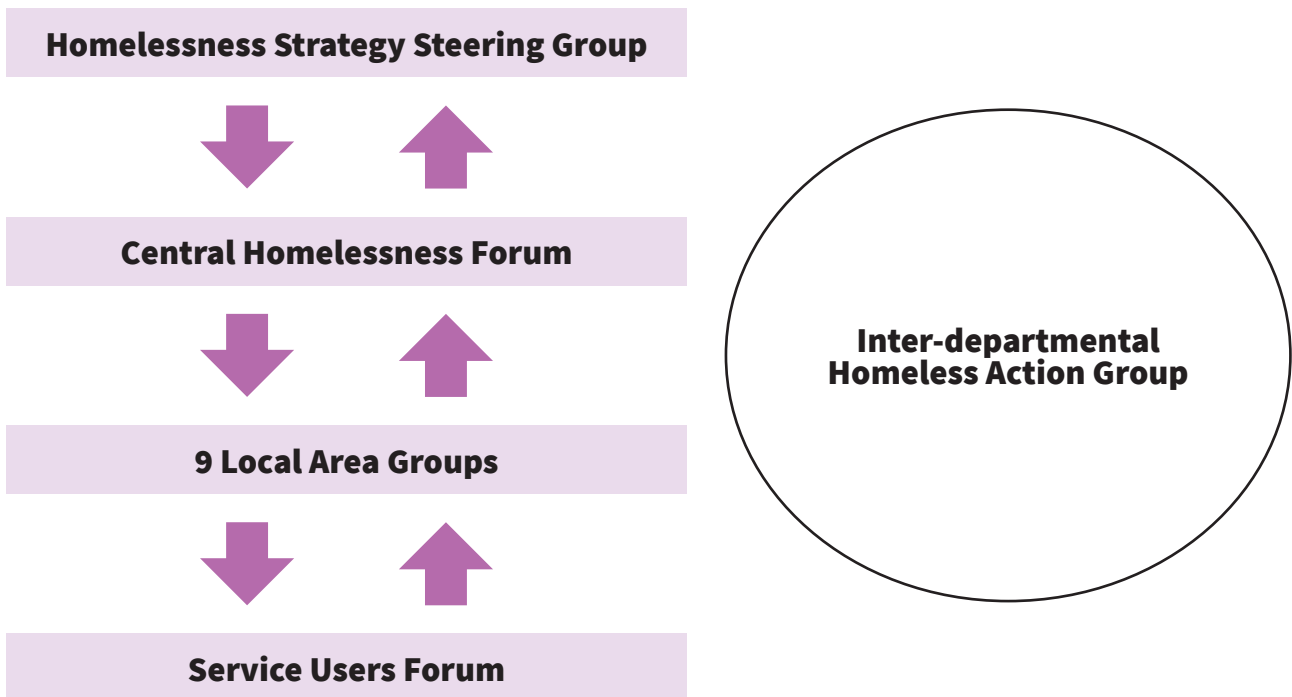 Homelessness Strategy Steering Group
Central Homelessness Forum
9 Local Area Groups
Service Users Forum
Inter-departmental
Homeless Action Group